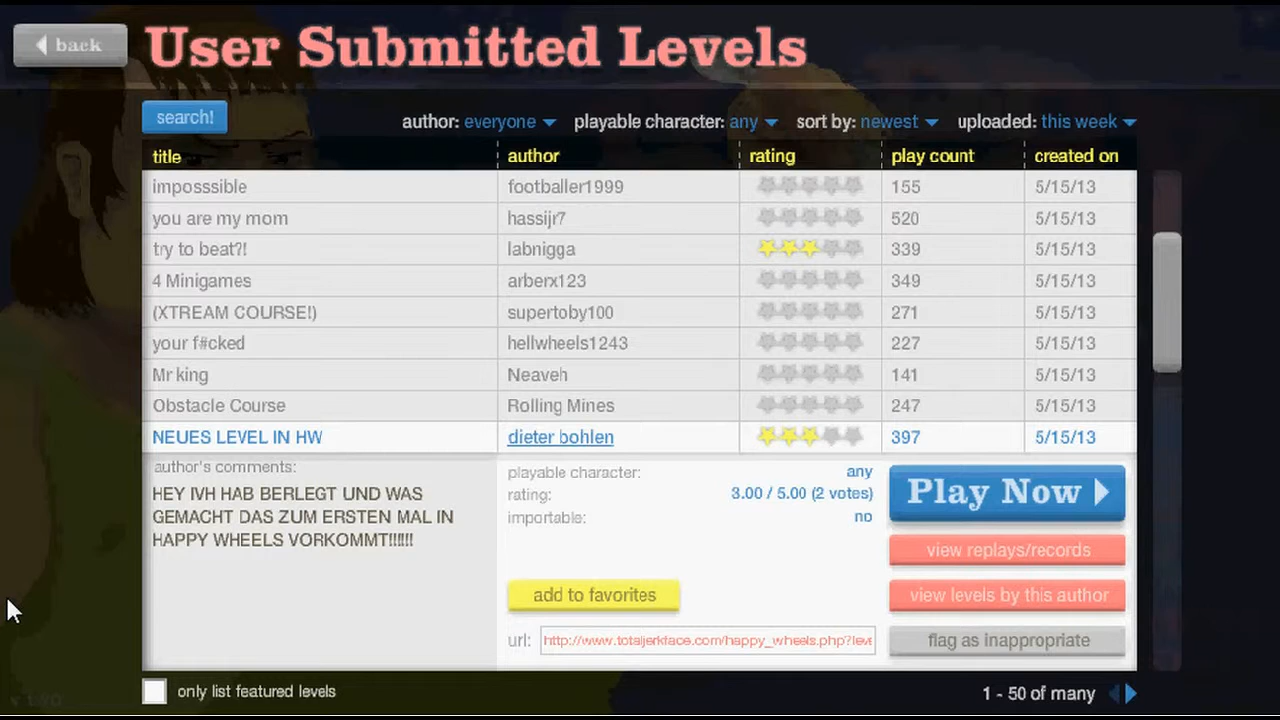 back
User Submitted Levels
search!
author: everyone playable character: any sort by: newest uploaded: this week
title author rating play count created on
imposssible footballer1999 155 5/15/13
you are my mom hassijr7 520 5/15/13
try to beat?! labnigga 339 5/15/13
4 Minigames arberx123 349 5/15/13
(XTREAM COURSE!) supertoby100 271 5/15/13
your f#cked hellwheels1243 227 5/15/13
Mr king Neaveh 141 5/15/13
Obstacle Course Rolling Mines 247 5/15/13
NEUES LEVEL IN HW dieter bohlen 397 5/15/13
author's comments:
HEY IVH HAB BERLEGT UND WAS
GEMACHT DAS ZUM ERSTEN MAL IN
HAPPY WHEELS VORKOMMT!!!!!!
playable character: any
rating: 3.00 / 5.00 (2 votes)
importable: no
add to favorites
url: http://www.totaljerkface.com/happy_wheels.php?leve
Play Now
view replays/records
view levels by this author
flag as inappropriate
only list featured levels
1 - 50 of many